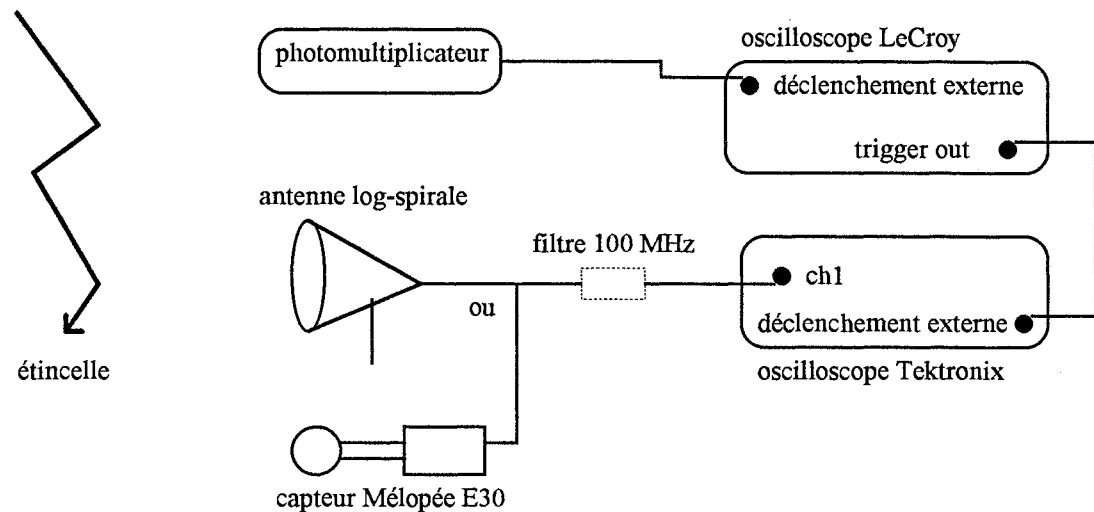 oscilloscope LeCroy
photomultiplicateur
déclenchement externe
trigger out
antenne log-spirale
filtre 100 MHz
ch1
ou
déclenchement externe
étincelle
oscilloscope Tektronix
capteur Mélopée E30